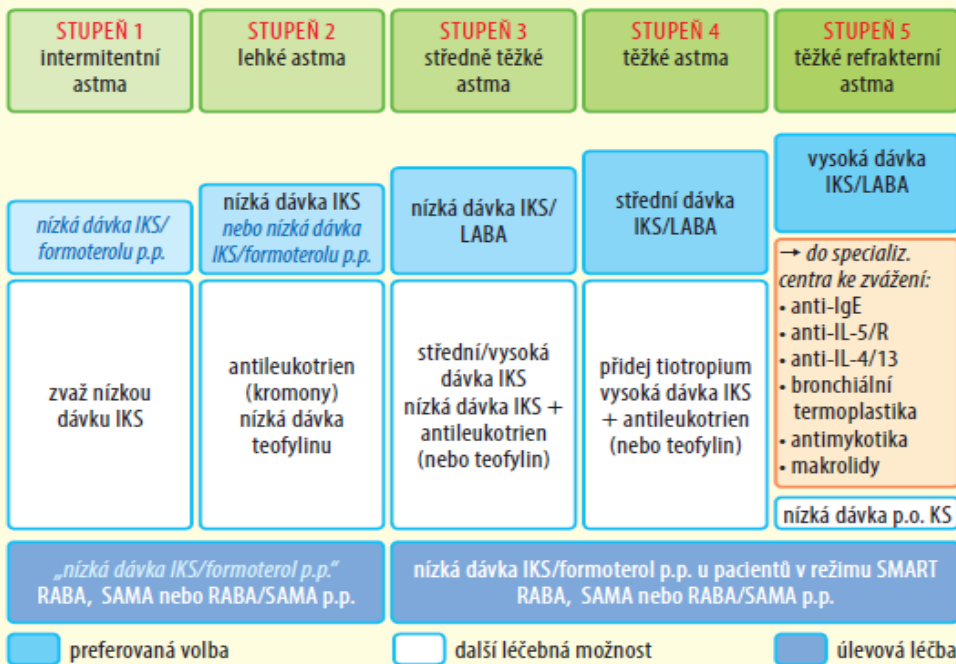 STUPEŇ 1
intermitentní
astma
STUPEŇ 2
lehké astma
STUPEŇ 3
středně těžké
astma
STUPEŇ 4
těžké astma
STUPEŇ 5
těžké refrakterní
astma
nízká dávka IKS/
formoterolu p.p.
nízká dávka IKS
nebo nízká dávka
IKS/formoterolu p.p.
nízká dávka IKS/
LABA
střední dávka
IKS/LABA
vysoká dávka
IKS/LABA
zvaž nízkou
dávku IKS
antileukotrien
(kromony)
nízká dávka
teofylinu
střední/vysoká
dávka IKS
nízká dávka IKS +
antileukotrien
(nebo teofylin)
přidej tiotropium
vysoká dávka IKS
+ antileukotrien
(nebo teofylin)
→ do specializ.
centra ke zvážení:
• anti-IgE
• anti-IL-5/R
• anti-IL-4/13
• bronchiální
termoplastika
• antimykotika
• makrolidy
nízká dávka p.o. KS
„nízká dávka IKS/formoterol p.p.“
RABA, SAMA nebo RABA/SAMA p.p.
nízká dávka IKS/formoterol p.p. u pacientů v režimu SMART
RABA, SAMA nebo RABA/SAMA p.p.
preferovaná volba
další léčebná možnost
úlevová léčba